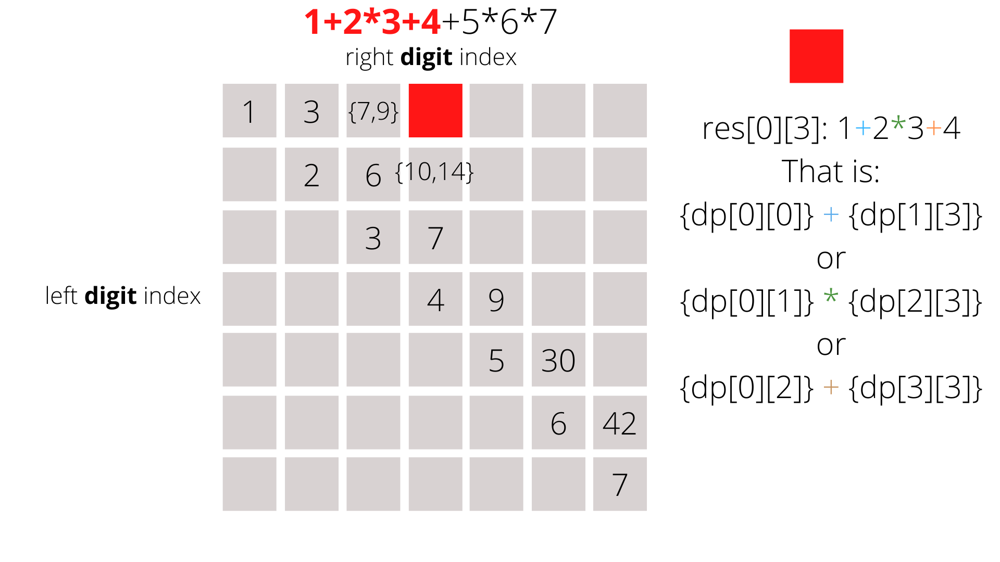 1+2*3+4+5*6*7
right digit index
1 3 {7,9}
2 6 {10,14}
3 7
left digit index
4 9
5 30
6 42
7
res[0][3]: 1+2*3+4
That is:
{dp[0][0]} + {dp[1][3]}
or
{dp[0][1]} * {dp[2][3]}
or
{dp[0][2]} + {dp[3][3]}